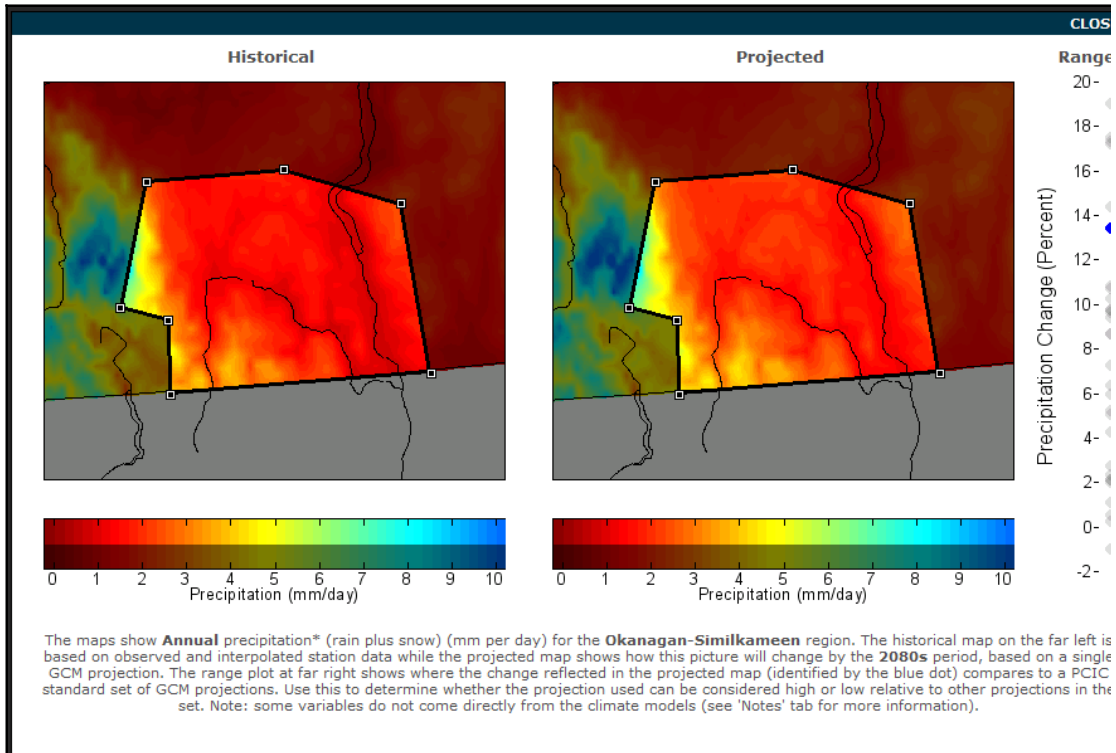 CLOS
Historical
Projected
Range
20-
18-
16-
14-
12-
10-
8-
6-
4-
2-
0-
-2-
Precipitation Change (Percent)
0 1 2 3 4 5 6 7 8 9 10
Precipitation (mm/day)
0 1 2 3 4 5 6 7 8 9 10
Precipitation (mm/day)
The maps show Annual precipitation* (rain plus snow) (mm per day) for the Okanagan-Similkameen region. The historical map on the far left is
based on observed and interpolated station data while the projected map shows how this picture will change by the 2080s period, based on a single
GCM projection. The range plot at far right shows where the change reflected in the projected map (identified by the blue dot) compares to a PCIC
standard set of GCM projections. Use this to determine whether the projection used can be considered high or low relative to other projections in the
set. Note: some variables do not come directly from the climate models (see 'Notes' tab for more information).